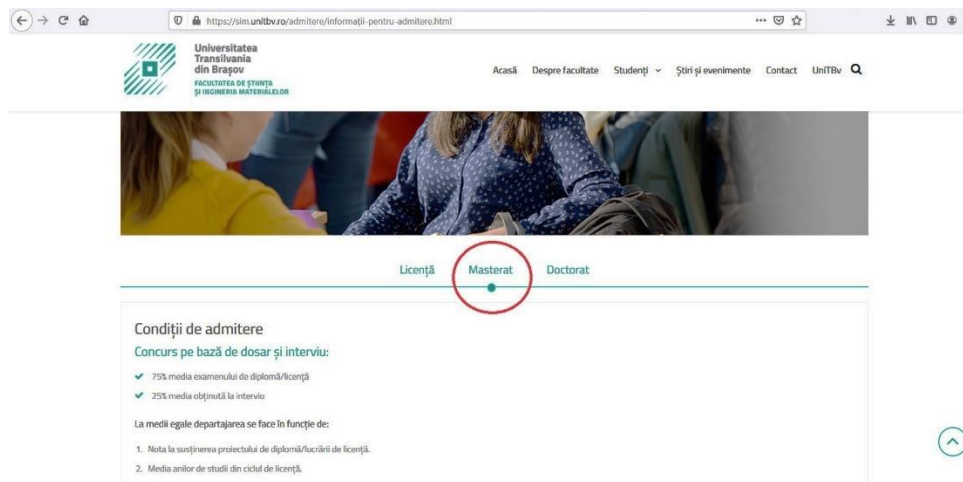 https://sim.unitbv.ro/admitere/informații-pentru-admitere.html
Universitatea
Transilvania
din Brașov
FACULTATEA DE ȘTIINȚA
ȘI INGINERIA MATERIALELOR
Acasă Despre facultate Studenți Știri și evenimente Contact UniTBv
Licență Masterat Doctorat
Condiții de admitere
Concurs pe bază de dosar și interviu:
75% media examenului de diplomă/licență
25% media obținută la interviu
La medii egale departajarea se face în funcție de:
1. Nota la susținerea proiectului de diplomă/lucrării de licență.
2. Media anilor de studii din ciclul de licență.